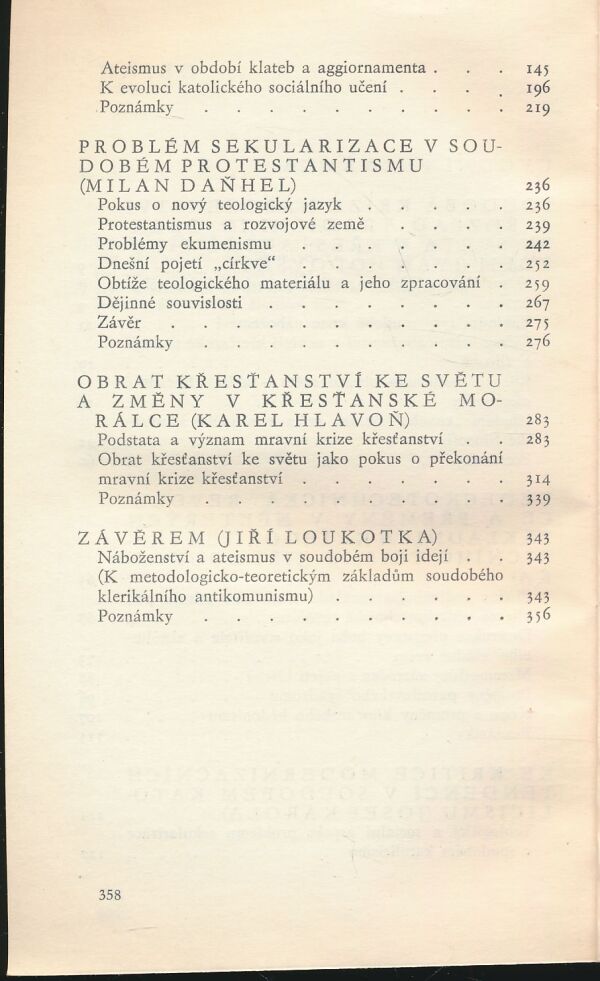 Ateismus v období klateb a aggiornamenta . . . 145
K evoluci katolického sociálního učení . . . . 196
Poznámky . . . . . . . . . . 219
PROBLÉM SEKULARIZACE V SOU-
DOBÉM PROTESTANTISMU
(MILAN DAŇHEL) 236
Pokus o nový teologický jazyk . . . . . 236
Protestantismus a rozvojové země . . . . 239
Problémy ekumenismu . . . . . . . 242
Dnešní pojetí „církve“ . . . . . . . 252
Obtíže teologického materiálu a jeho zpracování . 259
Dějinné souvislosti . . . . . . . . 267
Závěr . . . . . . . . . . . 275
Poznámky . . . . . . . . . . 276
OBRAT KŘESŤANSTVÍ KE SVĚTU
A ZMĚNY V KŘESŤANSKÉ MO-
RÁLCE (KAREL HLAVOŇ) 283
Podstata a význam mravní krize křesťanství . . 283
Obrat křesťanství ke světu jako pokus o překonání
mravní krize křesťanství . . . . . . . 314
Poznámky . . . . . . . . . . 339
ZÁVĚREM (JIŘÍ LOUKOTKA) 343
Náboženství a ateismus v soudobém boji idejí . . 343
(K metodologicko-teoretickým základům soudobého
klerikálního antikomunismu) . . . . . . 343
Poznámky . . . . . . . . . . 356
358